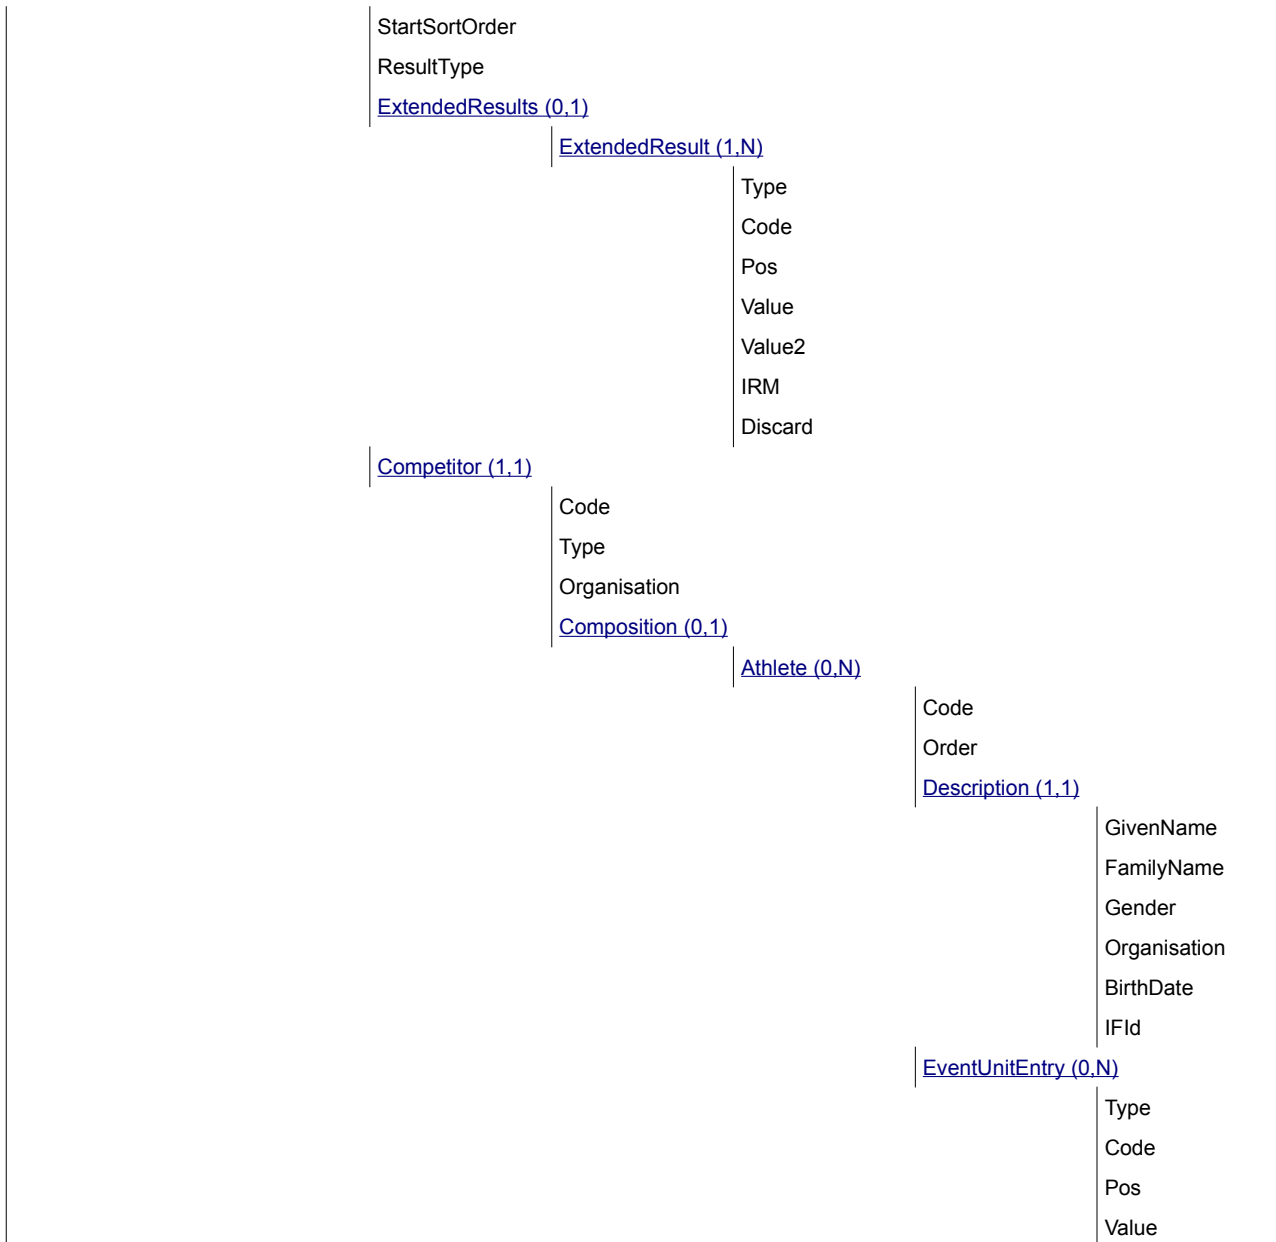 StartSortOrder
ResultType
ExtendedResults (0,1)
ExtendedResult (1,N)
Type
Code
Pos
Value
Value2
IRM
Discard
Competitor (1,1)
Code
Type
Organisation
Composition (0,1)
Athlete (0,N)
Code
Order
Description (1,1)
GivenName
FamilyName
Gender
Organisation
BirthDate
IFId
EventUnitEntry (0,N)
Type
Code
Pos
Value